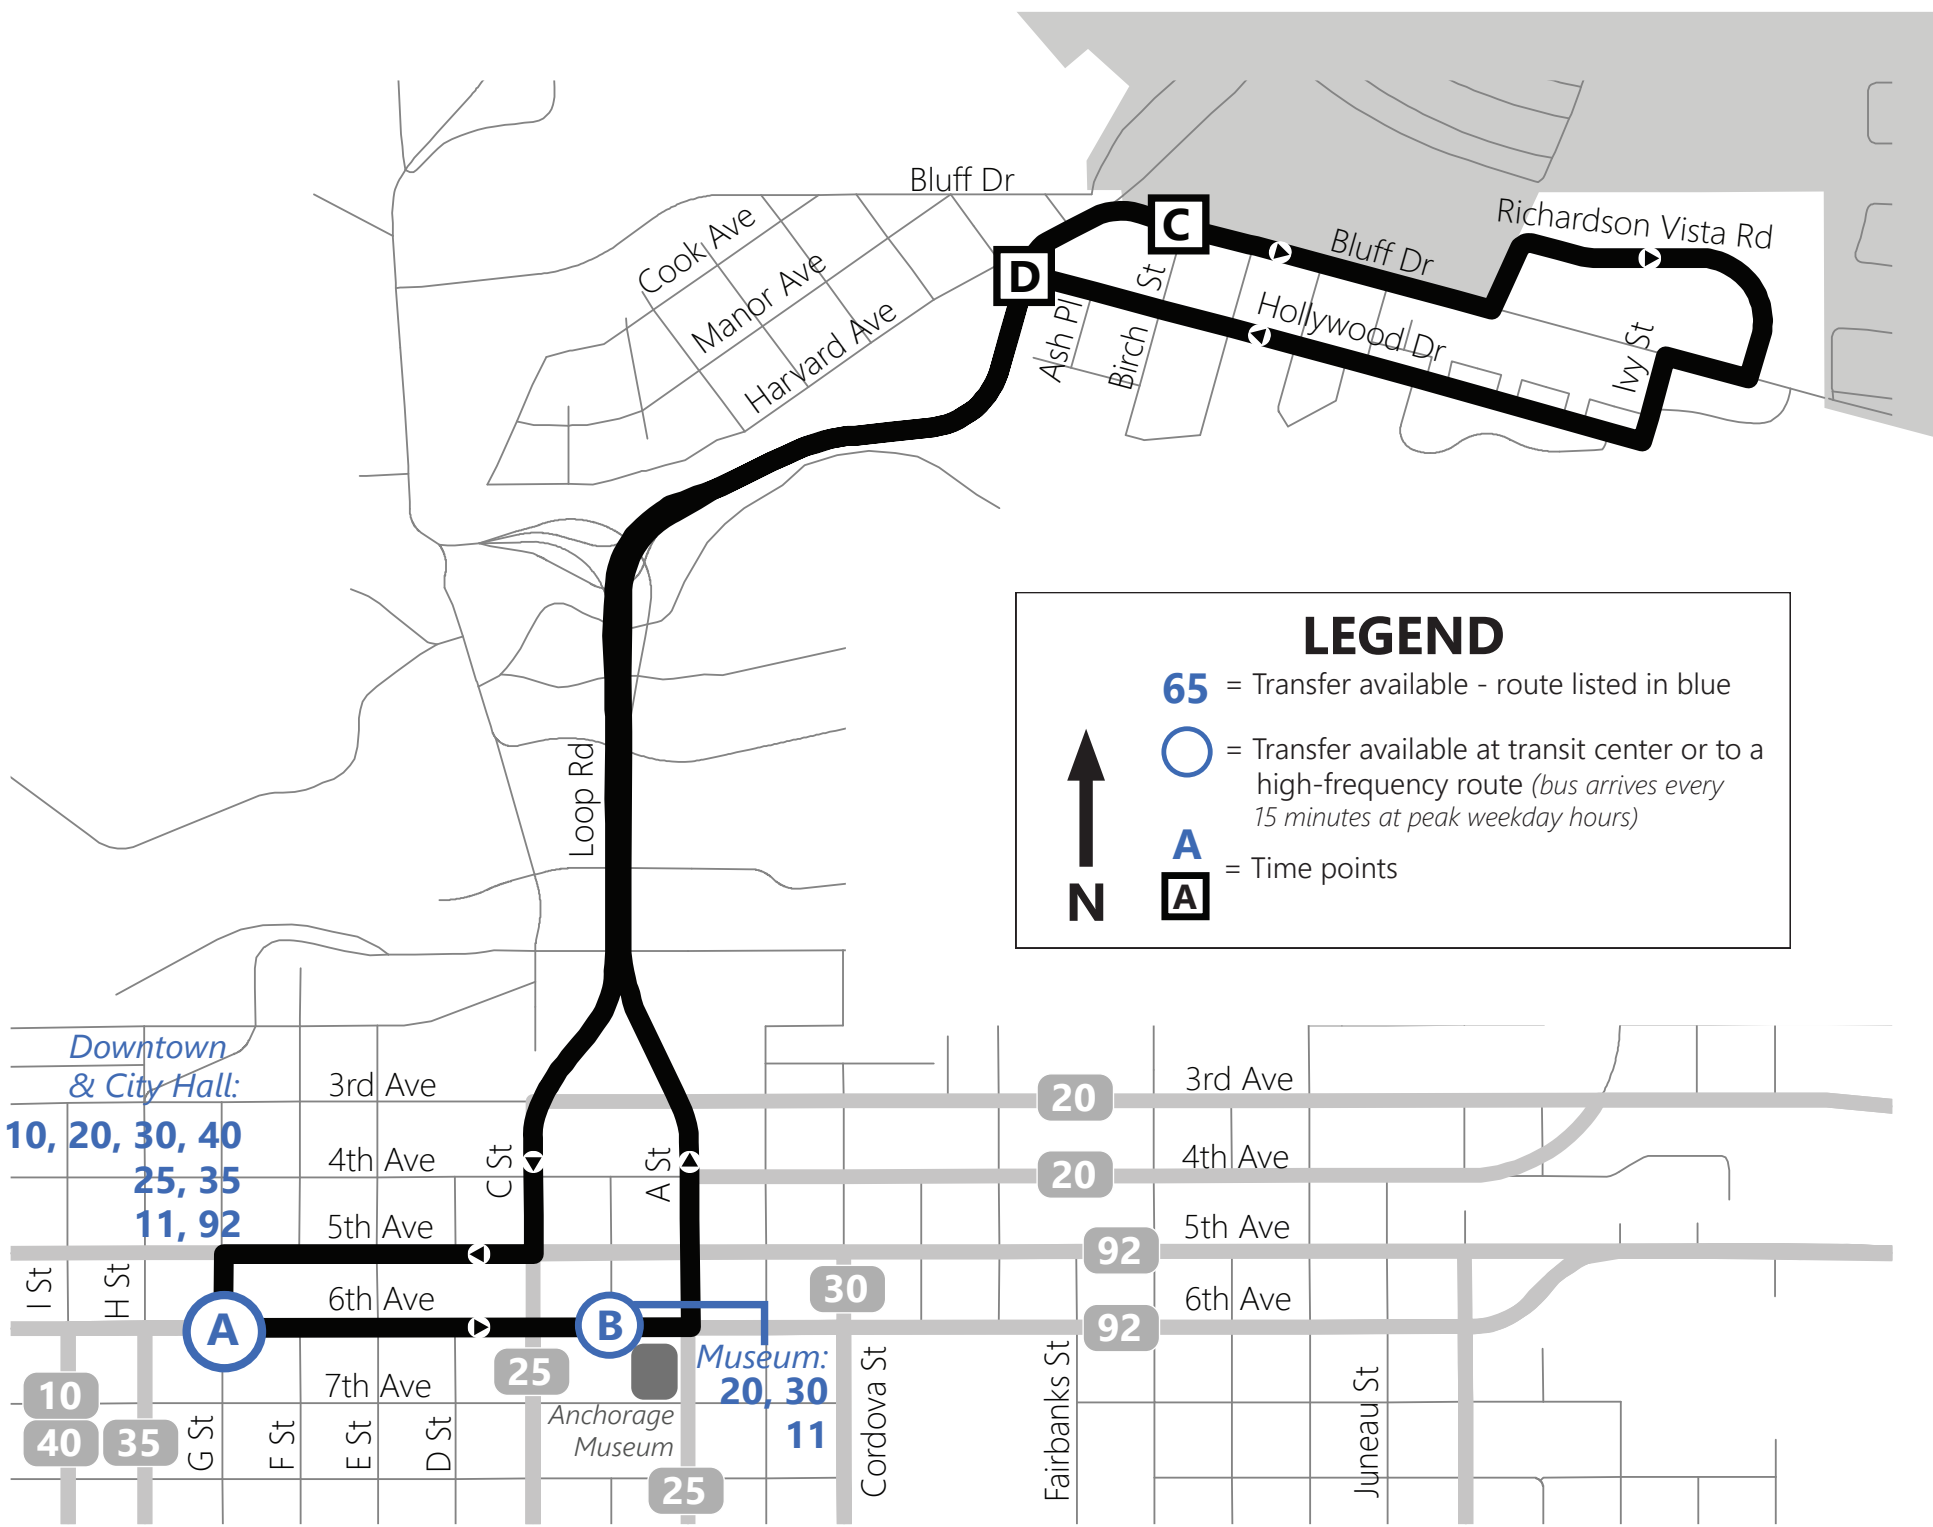 Bluff Dr
Cook Ave
Manor Ave
Harvard Ave
C
D
Bluff Dr
Richardson Vista Rd
Hollywood Dr
Ash Pl
Birch St
Ivy St
Loop Rd
LEGEND
65 = Transfer available - route listed in blue
= Transfer available at transit center or to a
high-frequency route (bus arrives every
15 minutes at peak weekday hours)
A
A
= Time points
N
Downtown
& City Hall:
10, 20, 30, 40
25, 35
11, 92
3rd Ave
3rd Ave
20
4th Ave
C St
A St
4th Ave
20
5th Ave
5th Ave
92
I St
H St
6th Ave
30
6th Ave
92
A
B
25
Museum:
20, 30
11
7th Ave
Anchorage
Museum
10
40
35
G St
F St
E St
D St
25
Cordova St
Fairbanks St
Juneau St